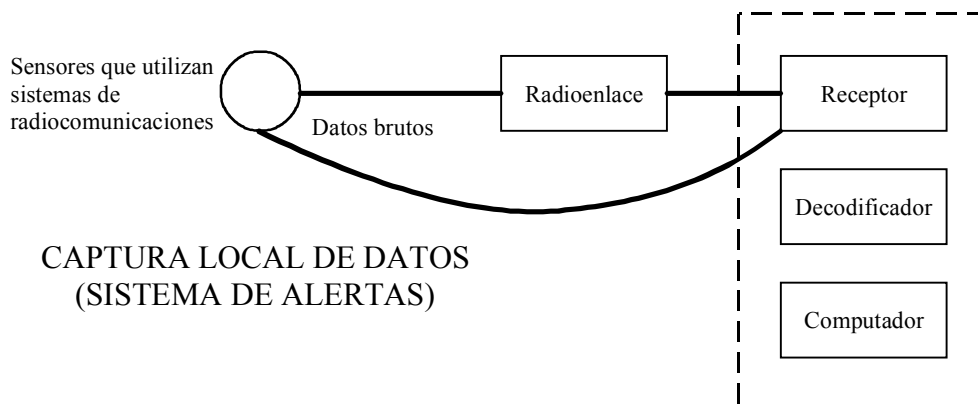 Sensores que utilizan
sistemas de
radiocomunicaciones
Datos brutos
Radioenlace
Receptor
Decodificador
Computador
CAPTURA LOCAL DE DATOS
(SISTEMA DE ALERTAS)